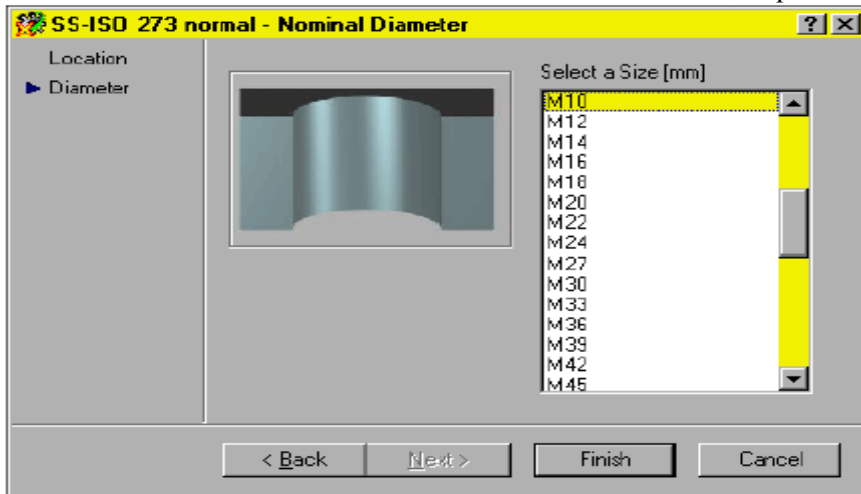 SS-ISO 273 normal - Nominal Diameter
Location
Diameter
Select a Size [mm]
M10
M12
M14
M16
M18
M20
M22
M24
M27
M30
M33
M36
M39
M42
M45
< Back
Next >
Finish
Cancel